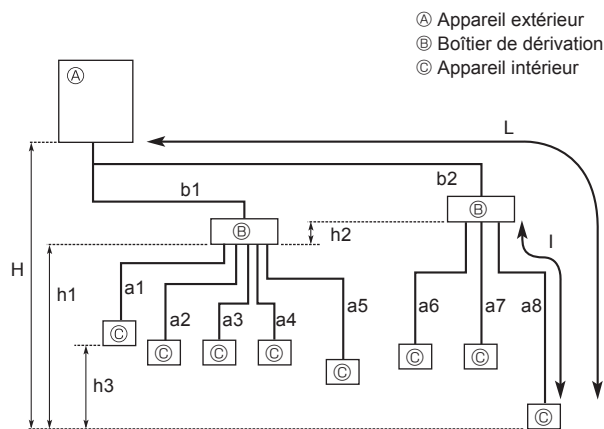 Ⓐ Appareil extérieur
Ⓑ Boîtier de dérivation
Ⓒ Appareil intérieur
Ⓐ
L
b1
b2
Ⓑ
Ⓑ
h2
H
h1
a1
a2
a3
a4
a5
a6
a7
a8
l
Ⓒ
Ⓒ
Ⓒ
Ⓒ
Ⓒ
Ⓒ
Ⓒ
h3
Ⓒ